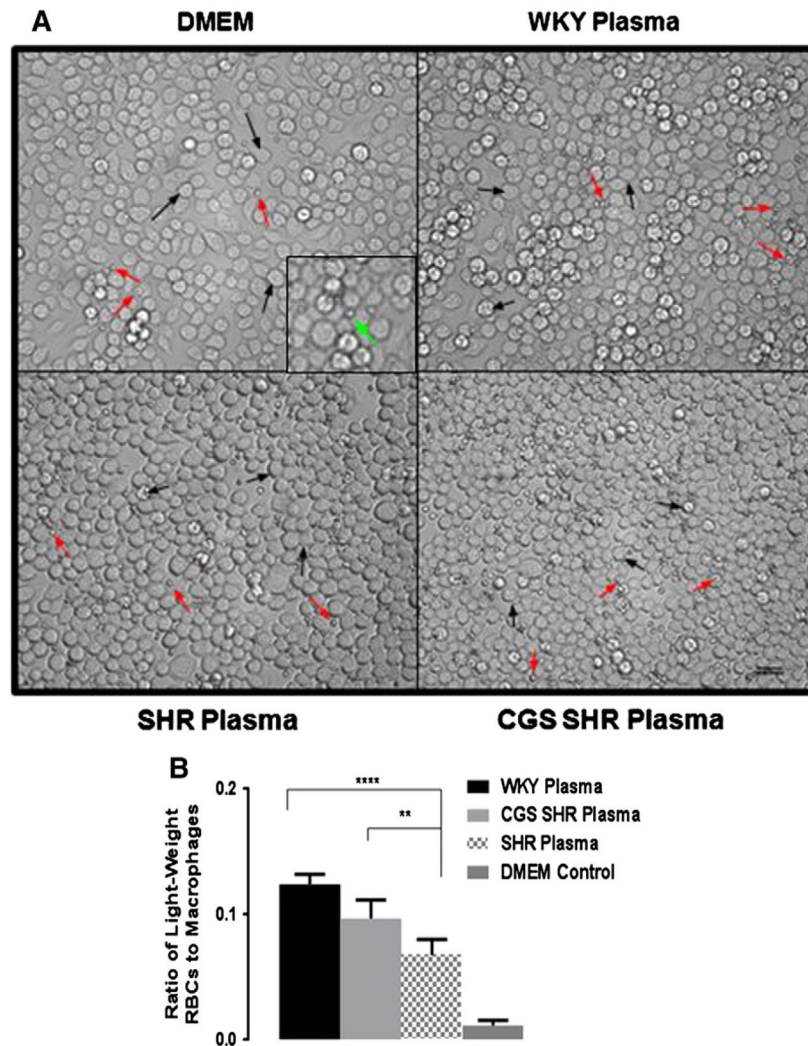 A
DMEM
WKY Plasma
SHR Plasma
CGS SHR Plasma
B
Ratio of Light-Weight
RBCs to Macrophages
0.2
0.1
0.0
****
**
WKY Plasma
CGS SHR Plasma
SHR Plasma
DMEM Control